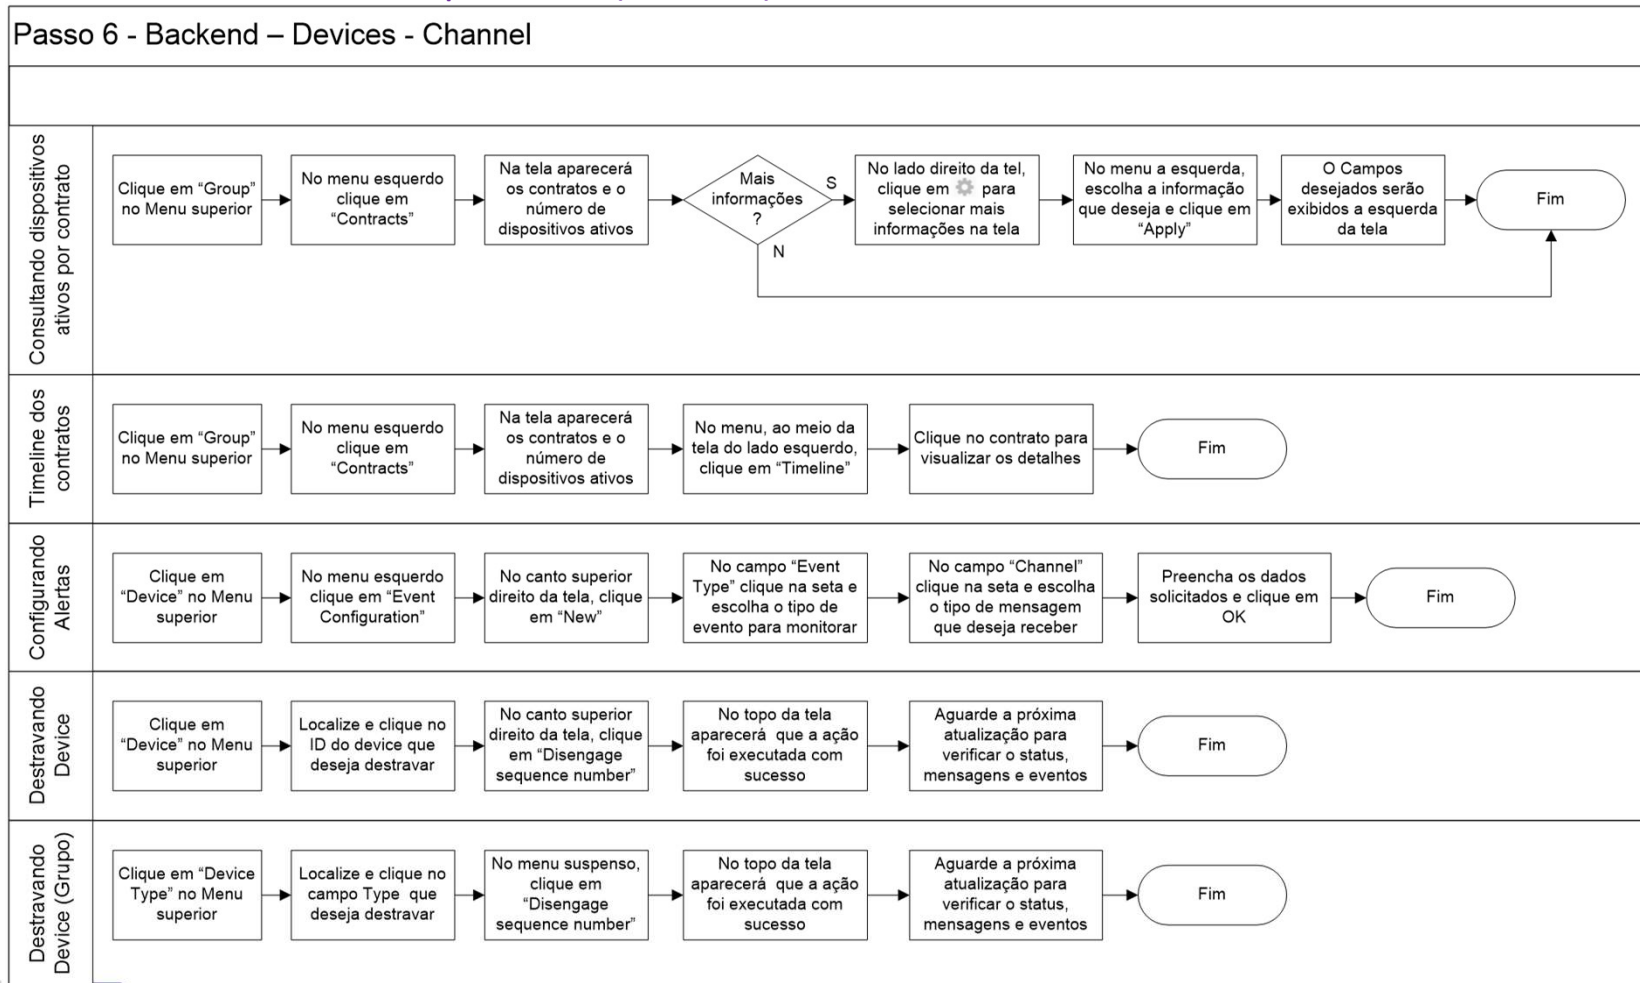 Passo 6 - Backend – Devices - Channel
Consultando dispositivos
ativos por contrato
Clique em “Group”
no Menu superior
No menu esquerdo
clique em
“Contracts”
Na tela aparecerá
os contratos e o
número de
dispositivos ativos
Mais
informações
?
S
N
No lado direito da tel,
clique em para
selecionar mais
informações na tela
No menu a esquerda,
escolha a informação
que deseja e clique em
“Apply”
O Campos
desejados serão
exibidos a esquerda
da tela
Fim
Timeline dos
contratos
Clique em “Group”
no Menu superior
No menu esquerdo
clique em
“Contracts”
Na tela aparecerá
os contratos e o
número de
dispositivos ativos
No menu, ao meio da
tela do lado esquerdo,
clique em “Timeline”
Clique no contrato para
visualizar os detalhes
Fim
Configurando
Alertas
Clique em
“Device” no Menu
superior
No menu esquerdo
clique em “Event
Configuration”
No canto superior
direito da tela, clique
em “New”
No campo “Event
Type” clique na seta e
escolha o tipo de
evento para monitorar
No campo “Channel”
clique na seta e escolha
o tipo de mensagem
que deseja receber
Preencha os dados
solicitados e clique em
OK
Fim
Destravando
Device
Clique em
“Device” no Menu
superior
Localize e clique no
ID do device que
deseja destravar
No canto superior
direito da tela, clique
em “Disengage
sequence number”
No topo da tela
aparecerá que a ação
foi executada com
sucesso
Aguarde a próxima
atualização para
verificar o status,
mensagens e eventos
Fim
Destravando
Device (Grupo)
Clique em “Device
Type” no Menu
superior
Localize e clique no
campo Type que
deseja destravar
No menu suspenso,
clique em
“Disengage
sequence number”
No topo da tela
aparecerá que a ação
foi executada com
sucesso
Aguarde a próxima
atualização para
verificar o status,
mensagens e eventos
Fim